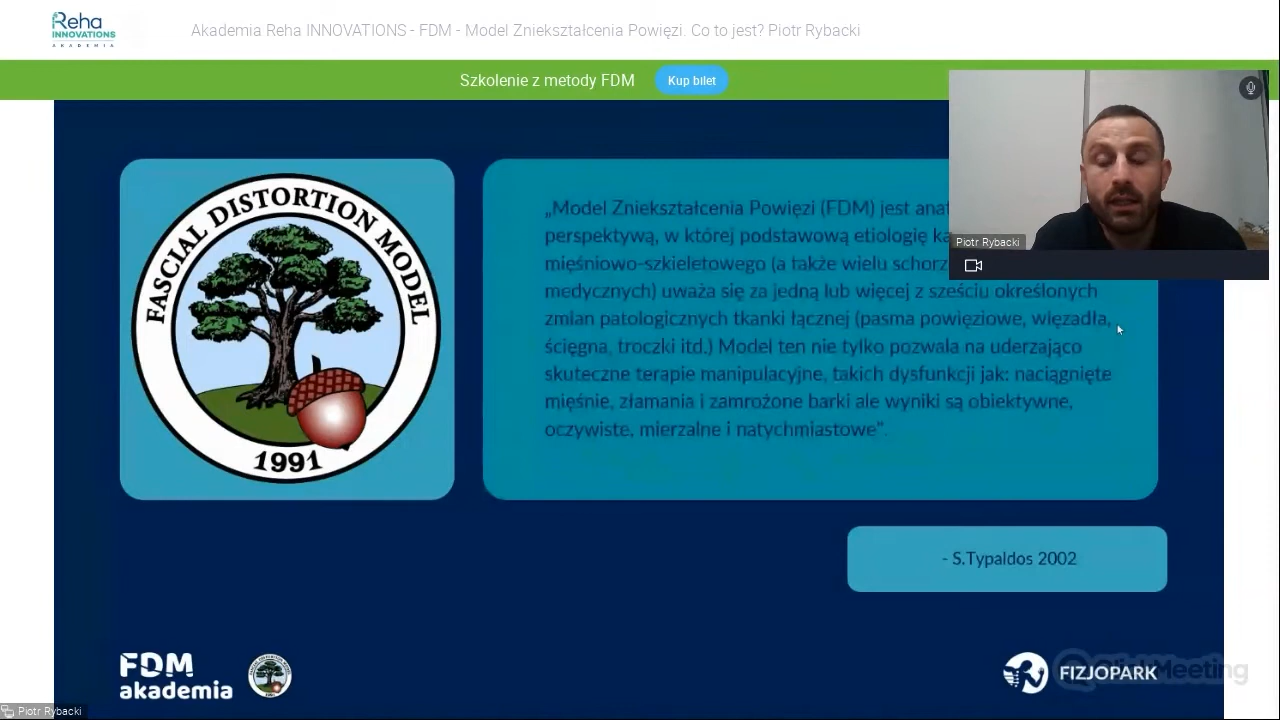 Reha
INNOVATIONS
AKADEMIA
Akademia Reha INNOVATIONS - FDM - Model Zniekształcenia Powięzi. Co to jest? Piotr Rybacki
Szkolenie z metody FDM
Kup bilet
Piotr Rybacki
FASCIAL DISTORTION MODEL
1991
„Model Zniekształcenia Powięzi (FDM) jest
perspektywą, w której podstawową etiologię
mięśniowo-szkieletowego (a także wielu
medycznych) uważa się za jedną lub więcej z sześciu określonych
zmian patologicznych tkanki łącznej (pasma powięziowe, więzadła,
ścięgna, troczki itd.) Model ten nie tylko pozwala na uderzająco
skuteczne terapie manipulacyjne, takich dysfunkcji jak: naciągnięte
mięśnie, złamania i zamrożone barki ale wyniki są obiektywne,
oczywiste, mierzalne i natychmiastowe".
- S.Typaldos 2002
FDM
akademia
FIZJOPARK
ClickMeeting
Piotr Rybacki